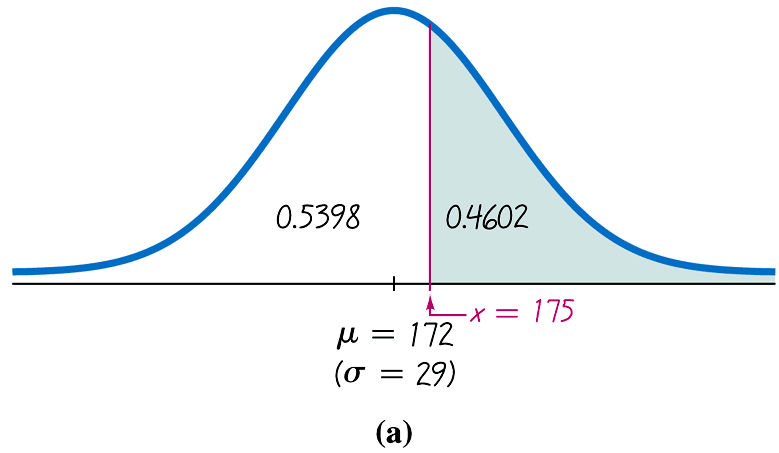 0.5398 0.4602
x = 175
μ = 172
(σ = 29)
(a)